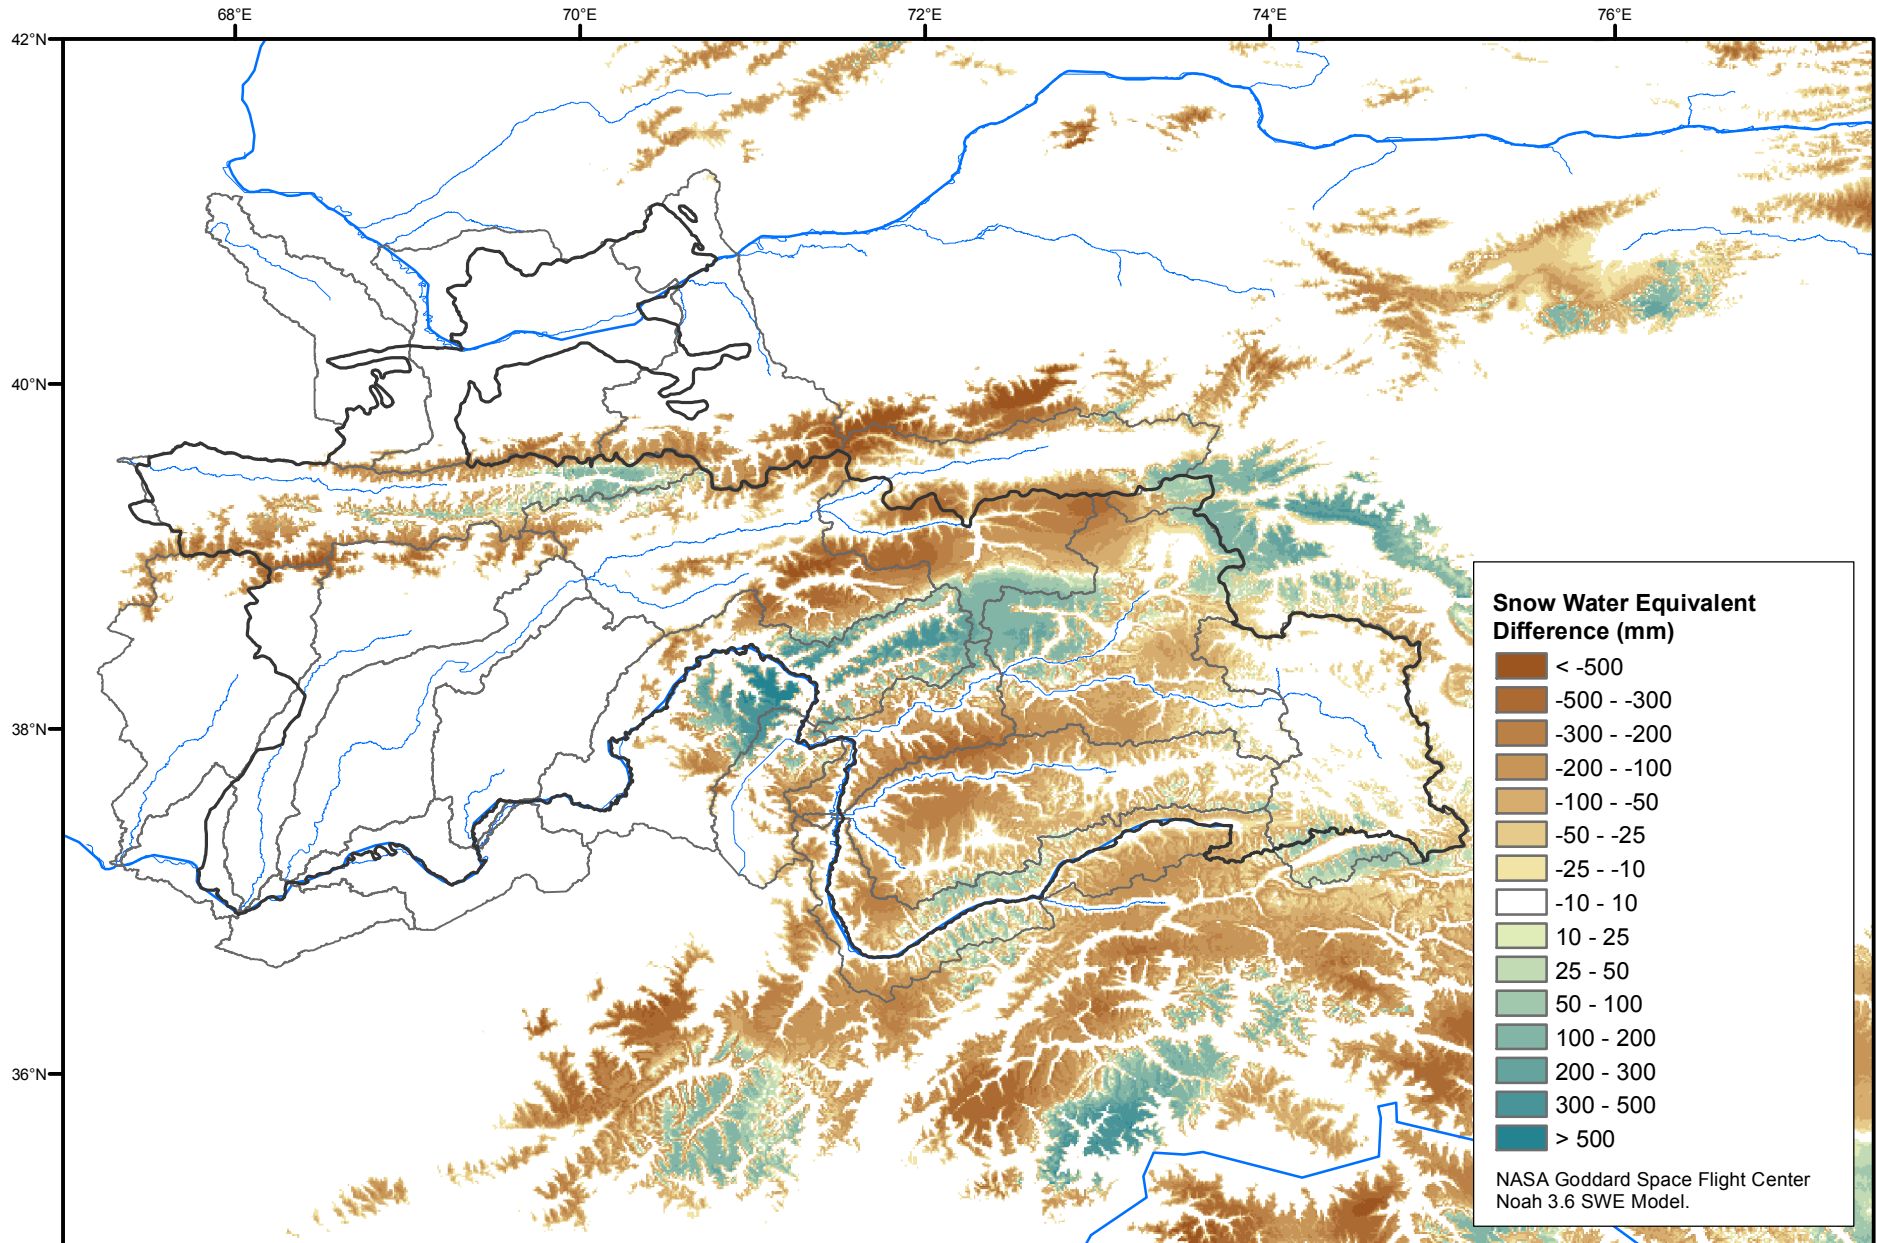 68°E
70°E
72°E
74°E
76°E
42°N
40°N
38°N
36°N
Snow Water Equivalent
Difference (mm)
< -500
-500 - -300
-300 - -200
-200 - -100
-100 - -50
-50 - -25
-25 - -10
-10 - 10
10 - 25
25 - 50
50 - 100
100 - 200
200 - 300
300 - 500
> 500
NASA Goddard Space Flight Center
Noah 3.6 SWE Model.